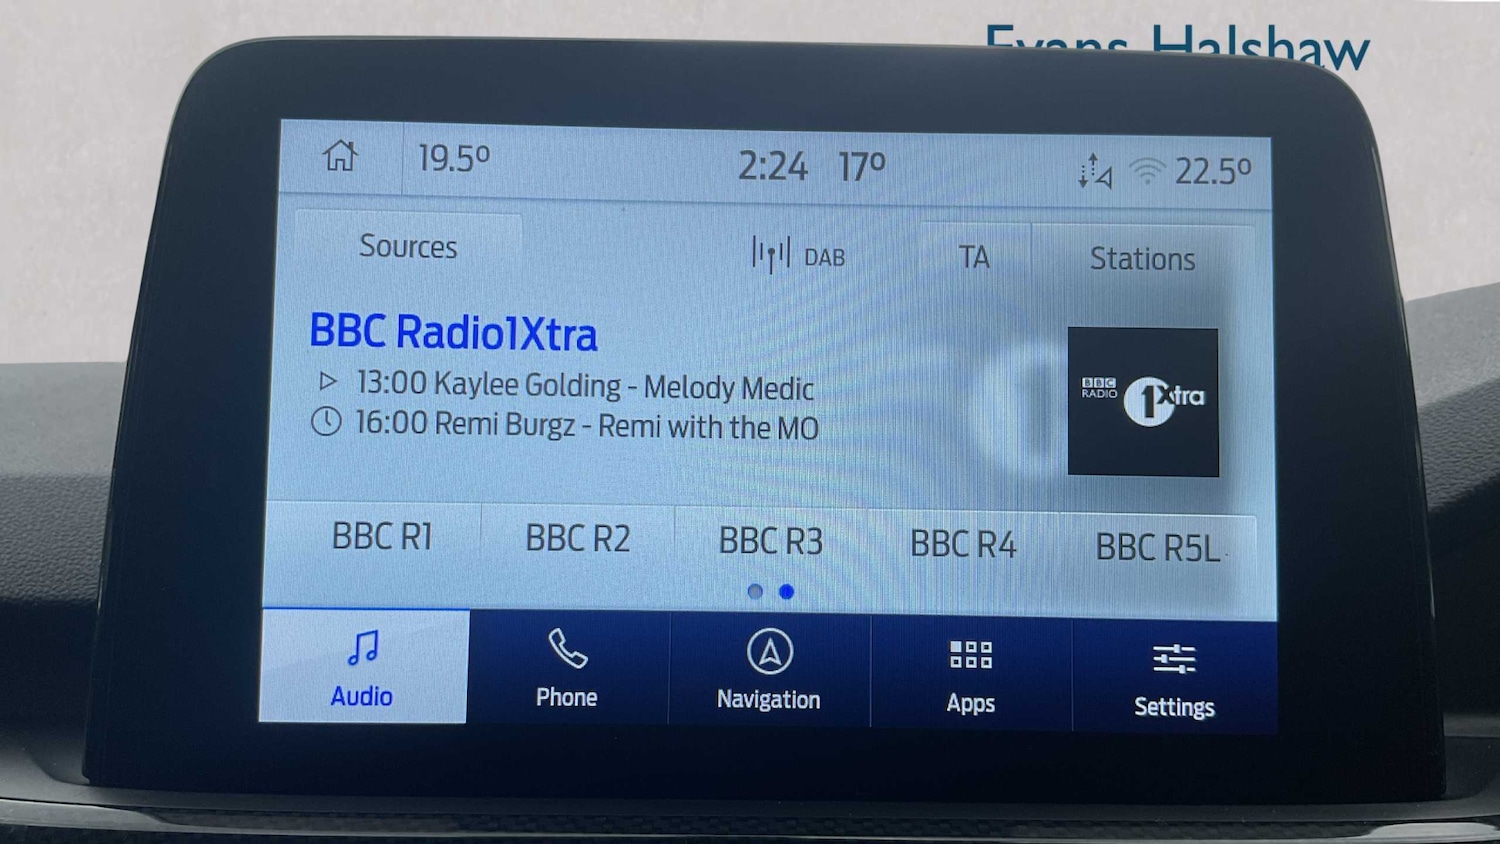 Evans Halshaw
19.5º 2:24 17º 22.5º
Sources DAB TA Stations
BBC Radio1Xtra
13:00 Kaylee Golding - Melody Medic
16:00 Remi Burgz - Remi with the MO
BBC
RADIO
1Xtra
BBC R1 BBC R2 BBC R3 BBC R4 BBC R5L
Audio Phone Navigation Apps Settings